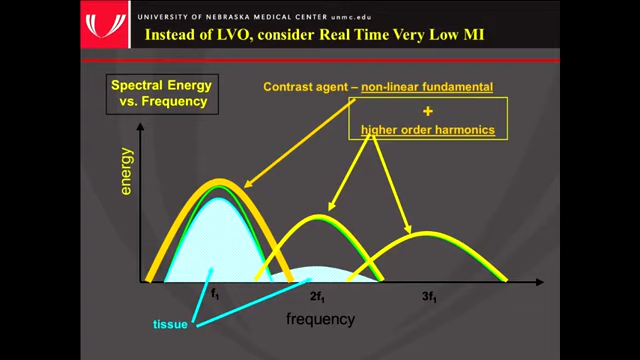 UNIVERSITY OF NEBRASKA MEDICAL CENTER unmc.edu
Instead of LVO, consider Real Time Very Low MI
Spectral Energy
vs. Frequency
Contrast agent – non-linear fundamental
+
higher order harmonics
energy
f1
2f1
3f1
tissue
frequency